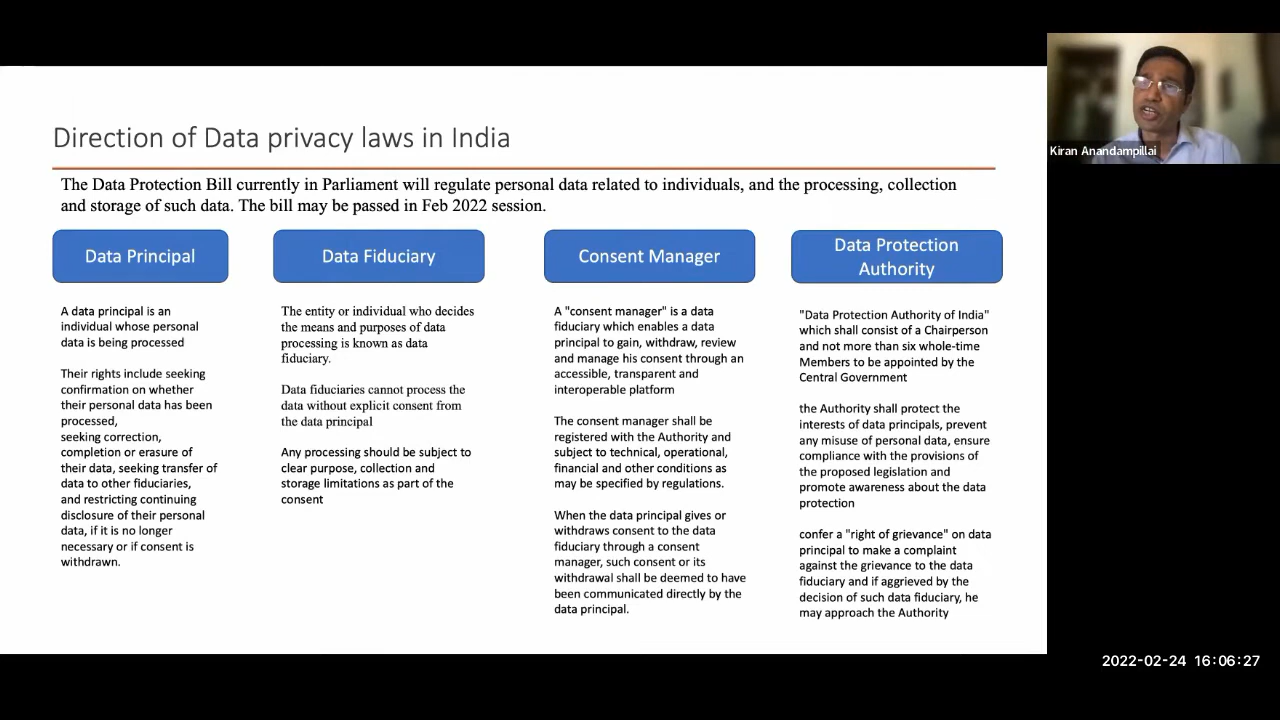 Direction of Data privacy laws in India
The Data Protection Bill currently in Parliament will regulate personal data related to individuals, and the processing, collection
and storage of such data. The bill may be passed in Feb 2022 session.
Data Principal
A data principal is an
individual whose personal
data is being processed
Their rights include seeking
confirmation on whether
their personal data has been
processed,
seeking correction,
completion or erasure of
their data, seeking transfer of
data to other fiduciaries,
and restricting continuing
disclosure of their personal
data, if it is no longer
necessary or if consent is
withdrawn.
Data Fiduciary
The entity or individual who decides
the means and purposes of data
processing is known as data
fiduciary.
Data fiduciaries cannot process the
data without explicit consent from
the data principal
Any processing should be subject to
clear purpose, collection and
storage limitations as part of the
consent
Consent Manager
A "consent manager" is a data
fiduciary which enables a data
principal to gain, withdraw, review
and manage his consent through an
accessible, transparent and
interoperable platform
The consent manager shall be
registered with the Authority and
subject to technical, operational,
financial and other conditions as
may be specified by regulations.
When the data principal gives or
withdraws consent to the data
fiduciary through a consent
manager, such consent or its
withdrawal shall be deemed to have
been communicated directly by the
data principal.
Data Protection
Authority
"Data Protection Authority of India"
which shall consist of a Chairperson
and not more than six whole-time
Members to be appointed by the
Central Government
the Authority shall protect the
interests of data principals, prevent
any misuse of personal data, ensure
compliance with the provisions of
the proposed legislation and
promote awareness about the data
protection
confer a "right of grievance" on data
principal to make a complaint
against the grievance to the data
fiduciary and if aggrieved by the
decision of such data fiduciary, he
may approach the Authority
Kiran Anandampillai
2022-02-24 16:06:27